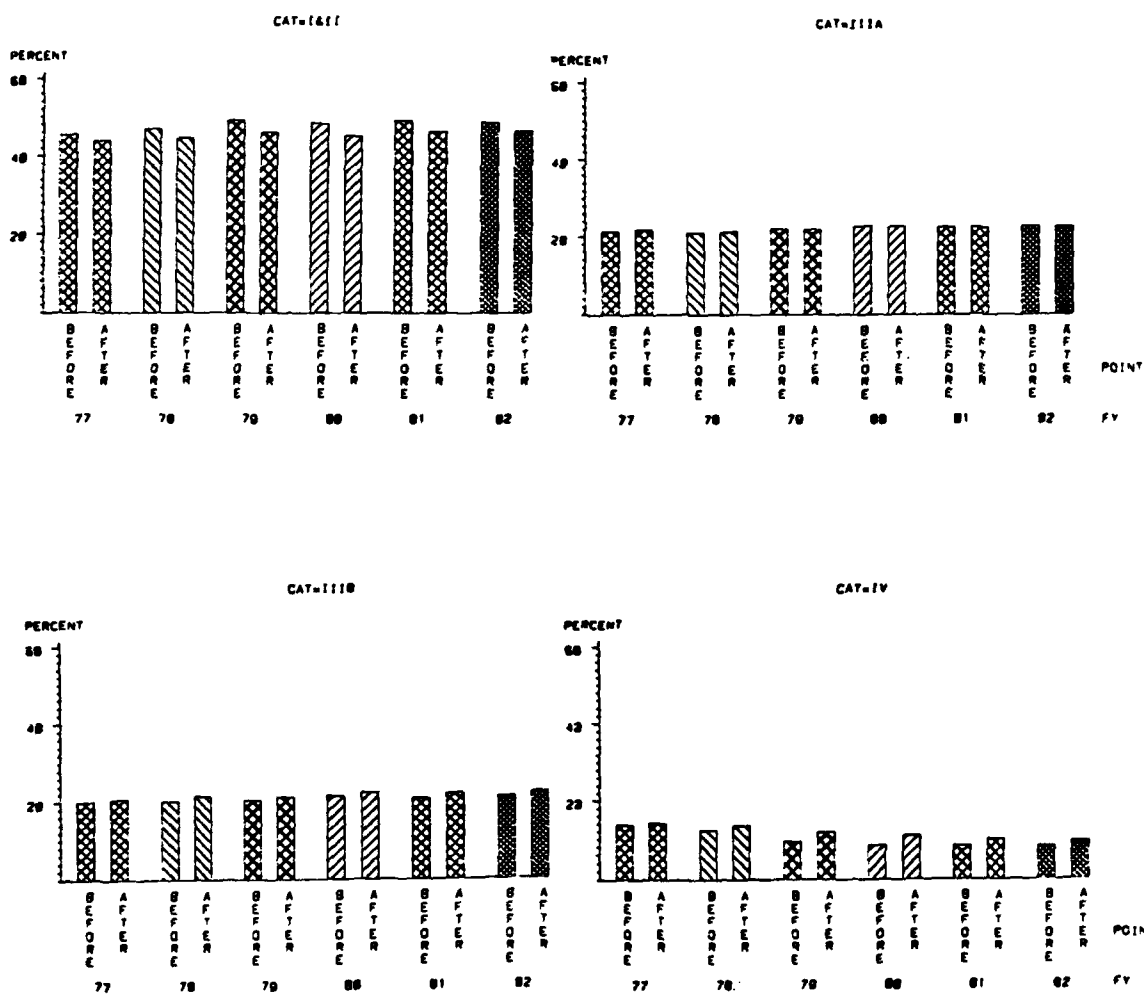 CAT=I&II
PERCENT
60
40
20
BEFORE AFTER BEFORE AFTER BEFORE AFTER BEFORE AFTER BEFORE AFTER BEFORE AFTER
77 78 79 80 81 82
CAT=IIIA
PERCENT
60
40
20
BEFORE AFTER BEFORE AFTER BEFORE AFTER BEFORE AFTER BEFORE AFTER BEFORE AFTER POINT
77 78 79 80 81 82 FY
CAT=IIIB
PERCENT
60
40
20
BEFORE AFTER BEFORE AFTER BEFORE AFTER BEFORE AFTER BEFORE AFTER BEFORE AFTER
77 78 79 80 81 82
CAT=IV
PERCENT
60
40
20
BEFORE AFTER BEFORE AFTER BEFORE AFTER BEFORE AFTER BEFORE AFTER BEFORE AFTER POIN
77 78 79 80 81 82 FY